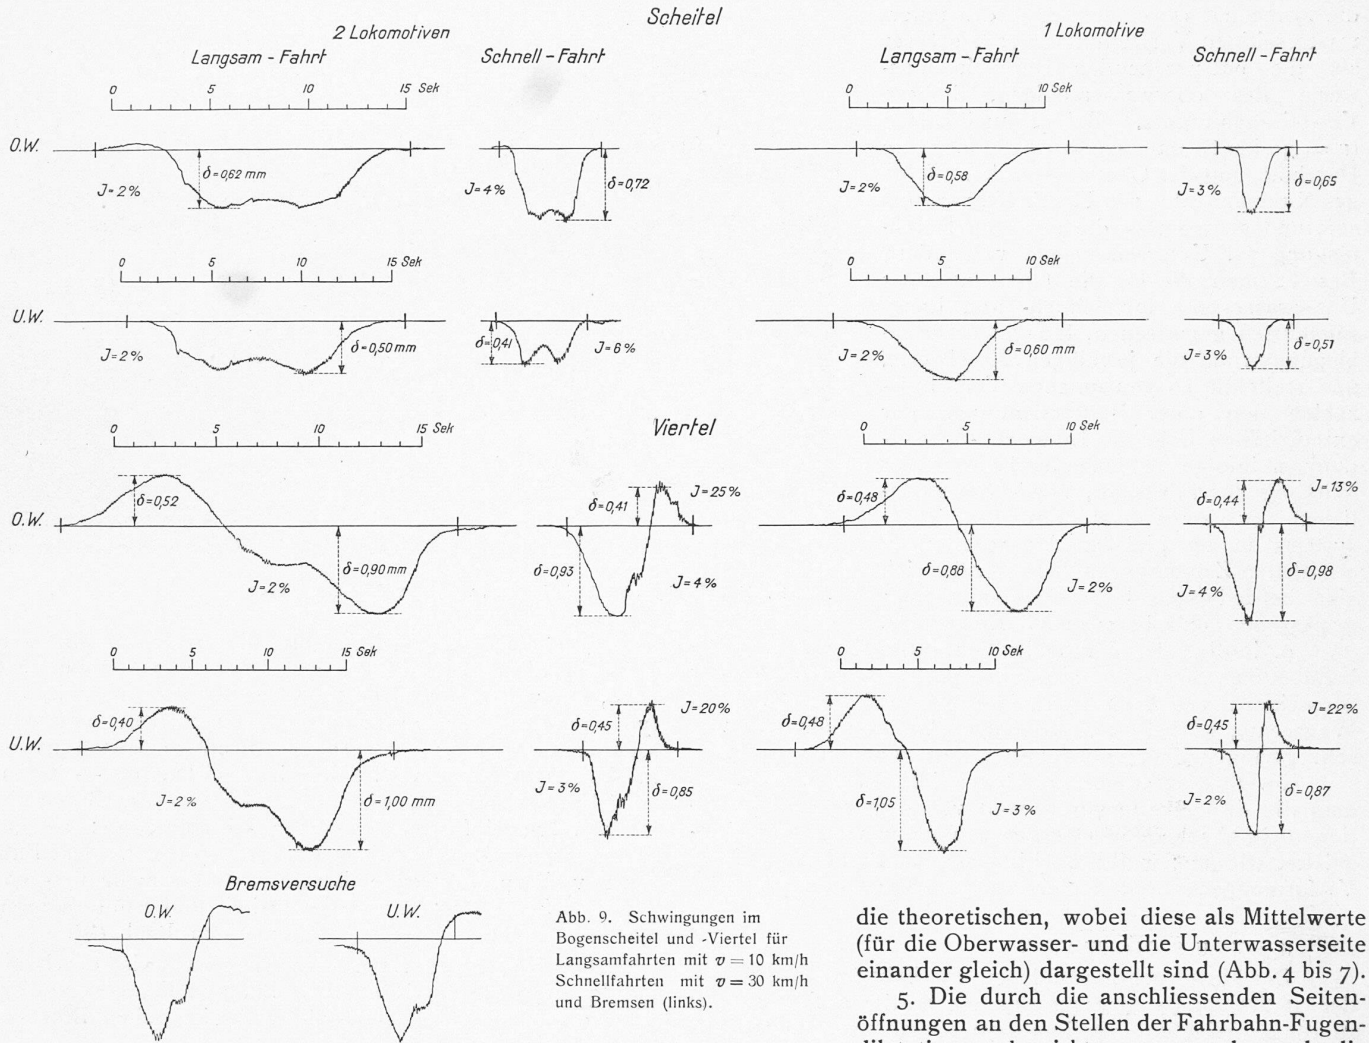 Scheitel
2 Lokomotiven
1 Lokomotive
Langsam - Fahrt
Schnell - Fahrt
Langsam - Fahrt
Schnell - Fahrt
0 5 10 15 Sek
0 5 10 Sek
O.W.
J=2%
δ=0,62 mm
J=4%
δ=0,72
J=2%
δ=0,58
J=3%
δ=0,65
0 5 10 15 Sek
0 5 10 Sek
U.W.
J=2%
δ=0,50 mm
δ=0,41
J=6%
J=2%
δ=0,60 mm
J=3%
δ=0,51
Viertel
0 5 10 15 Sek
0 5 10 Sek
O.W.
δ=0,52
J=2%
δ=0,90 mm
δ=0,41
J=25%
δ=0,93
J=4%
δ=0,48
δ=0,88
J=2%
δ=0,44
J=13%
J=4%
δ=0,98
0 5 10 15 Sek
0 5 10 Sek
U.W.
δ=0,40
J=2%
δ=1,00 mm
δ=0,45
J=20%
J=3%
δ=0,85
δ=0,48
δ=1,05
J=3%
δ=0,45
J=22%
J=2%
δ=0,87
Bremsversuche
O.W.
U.W.
Abb. 9. Schwingungen im
Bogenscheitel und -Viertel für
Langsamfahrten mit v = 10 km/h
Schnellfahrten mit v = 30 km/h
und Bremsen (links).
die theoretischen, wobei diese als Mittelwerte
(für die Oberwasser- und die Unterwasserseite
einander gleich) dargestellt sind (Abb. 4 bis 7).
5. Die durch die anschliessenden Seiten-
öffnungen an den Stellen der Fahrbahn-Fugen-